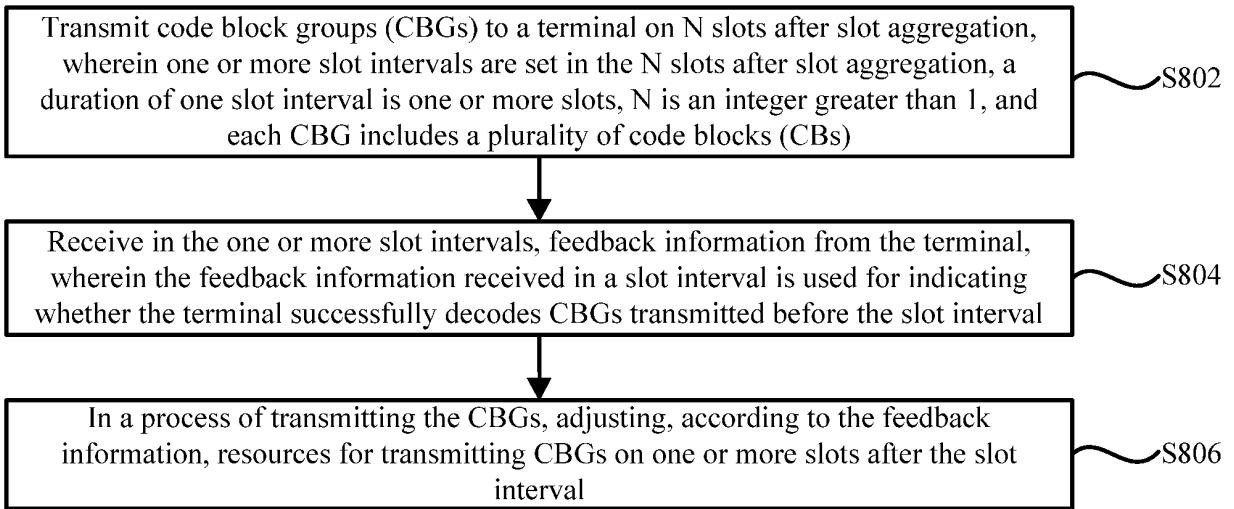 Transmit code block groups (CBGs) to a terminal on N slots after slot aggregation,
wherein one or more slot intervals are set in the N slots after slot aggregation, a
duration of one slot interval is one or more slots, N is an integer greater than 1, and
each CBG includes a plurality of code blocks (CBs)
S802
Receive in the one or more slot intervals, feedback information from the terminal,
wherein the feedback information received in a slot interval is used for indicating
whether the terminal successfully decodes CBGs transmitted before the slot interval
S804
In a process of transmitting the CBGs, adjusting, according to the feedback
information, resources for transmitting CBGs on one or more slots after the slot
interval
S806